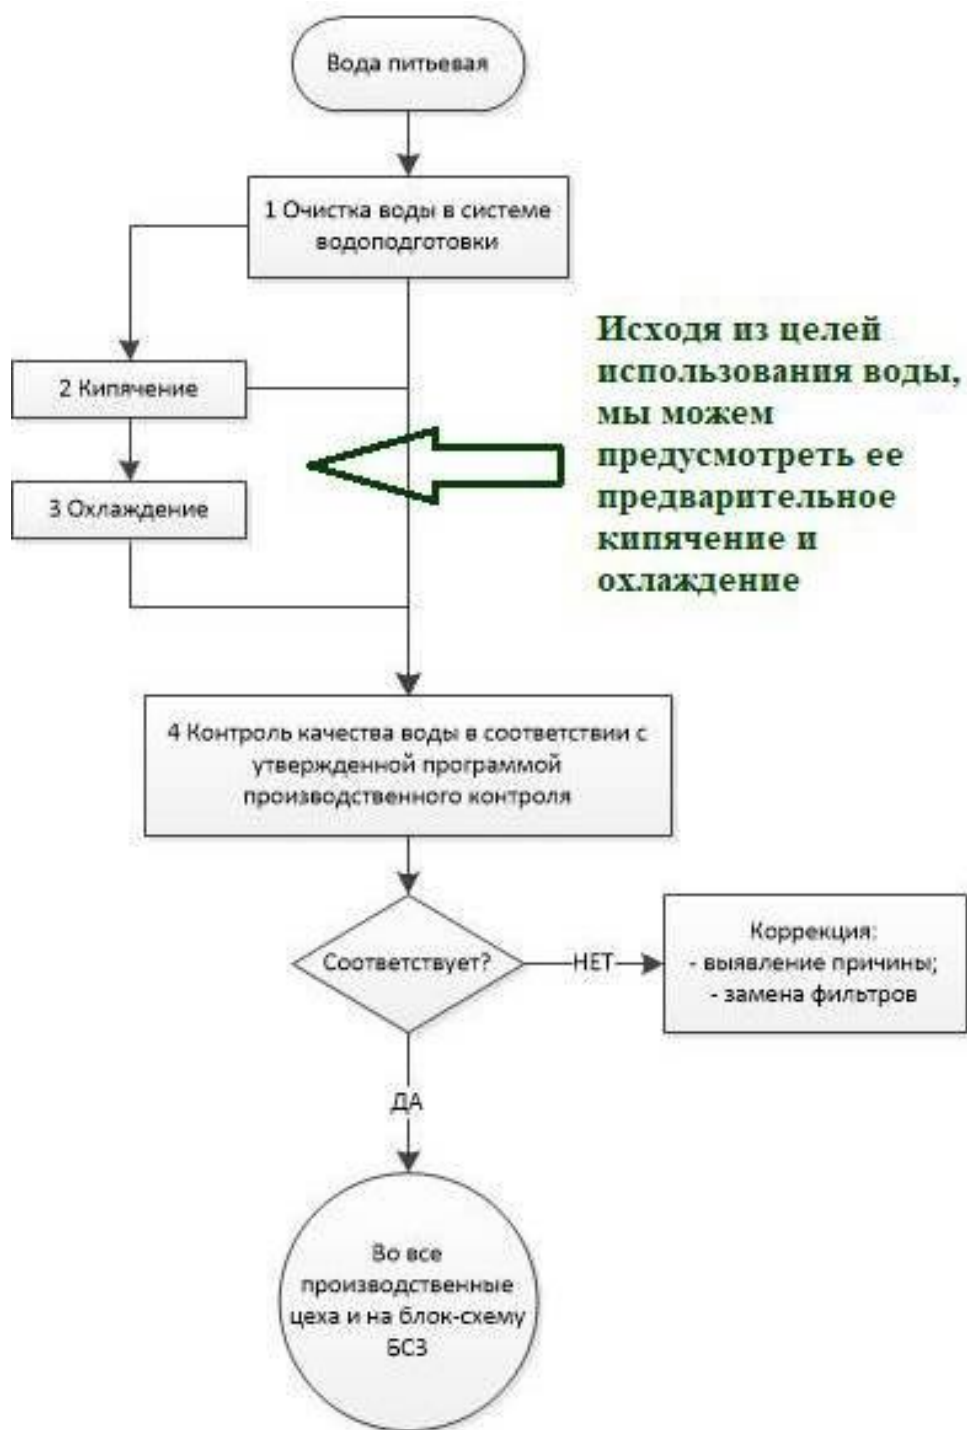 Вода питьевая
1 Очистка воды в системе
водоподготовки
Исходя из целей
использования воды,
мы можем
предусмотреть ее
предварительное
кипячение и
охлаждение
2 Кипячение
3 Охлаждение
4 Контроль качества воды в соответствии с
утвержденной программой
производственного контроля
Соответствует?
НЕТ
Коррекция:
- выявление причины;
- замена фильтров
ДА
Во все
производственные
цеха и на блок-схему
БСЗ